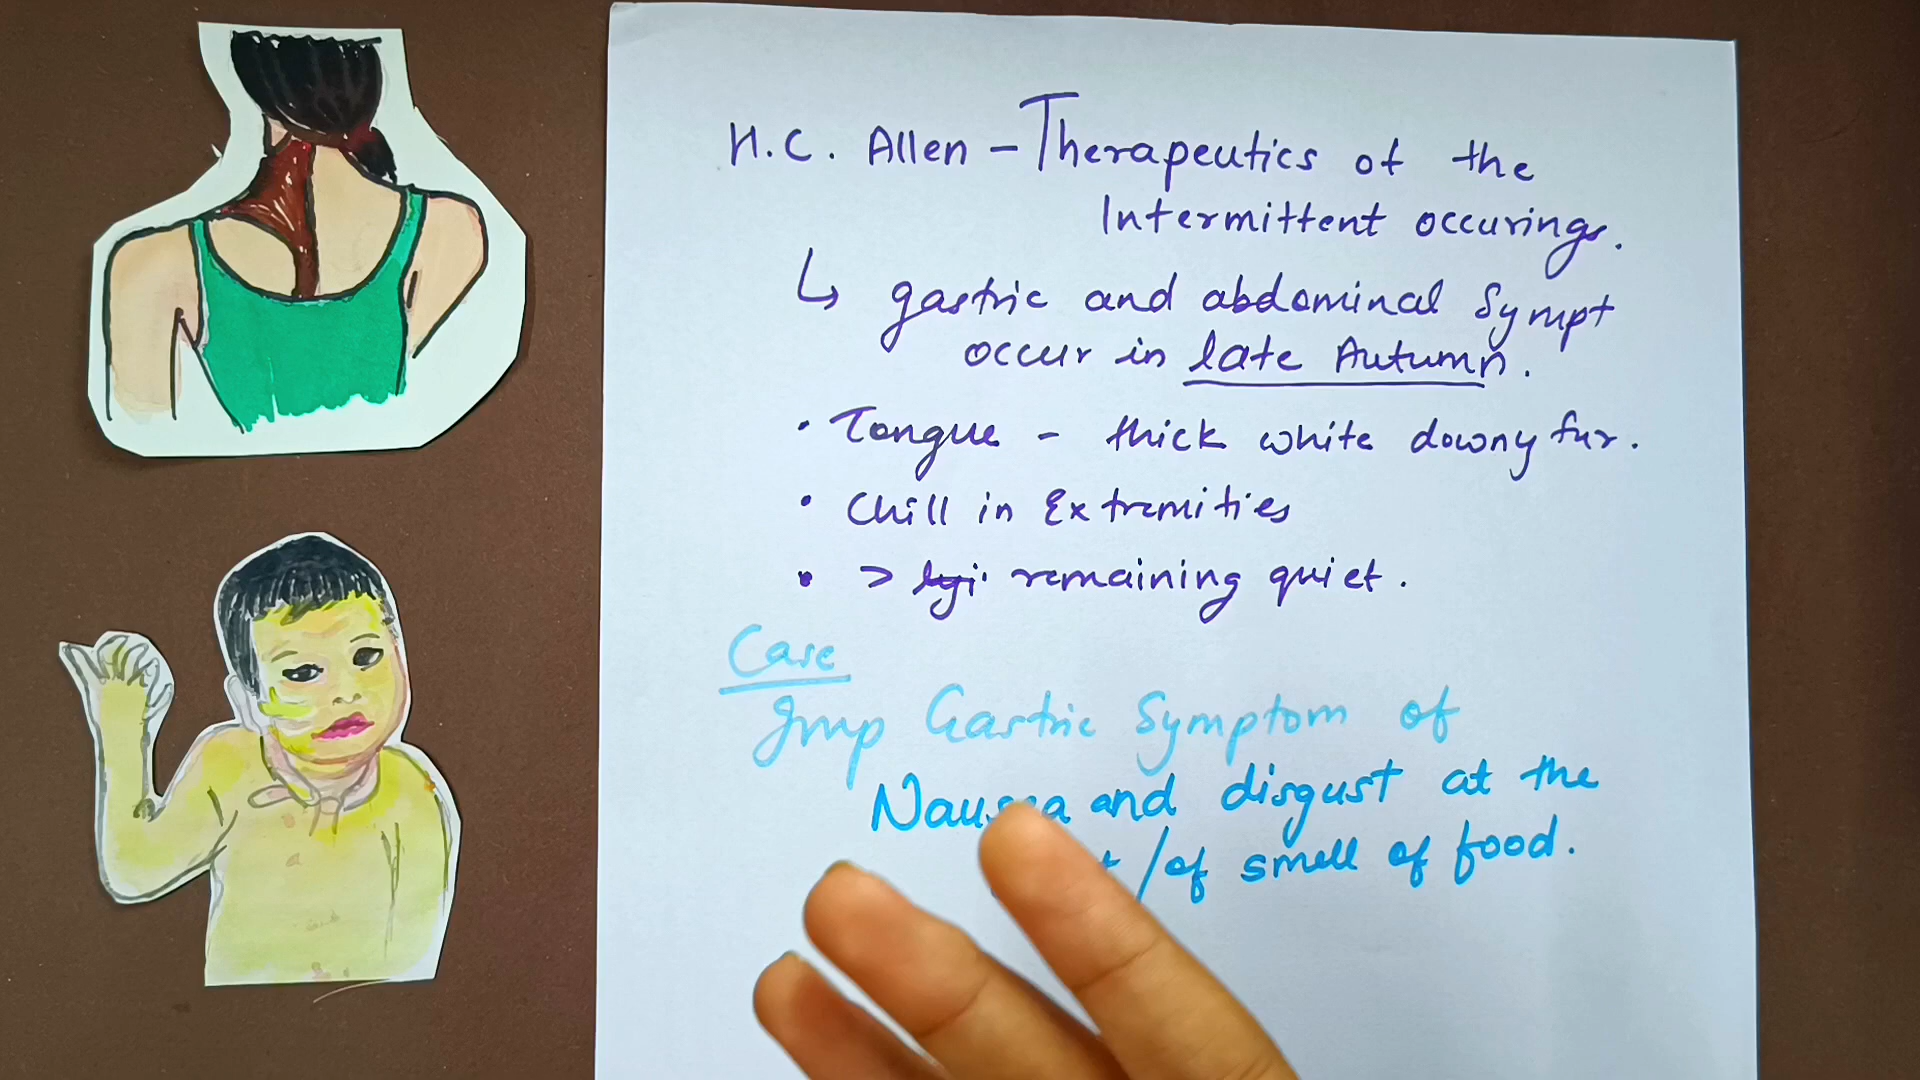 H.C. Allen – Therapeutics of the
Intermittent occurings.
↳ gastric and abdominal Sympt
occur in late Autumn.
• Tongue - thick white downy fur.
• Chill in Extremities
• > remaining quiet.
Case
Imp Gastric Symptom of
Nausea and disgust at the
/of smell of food.